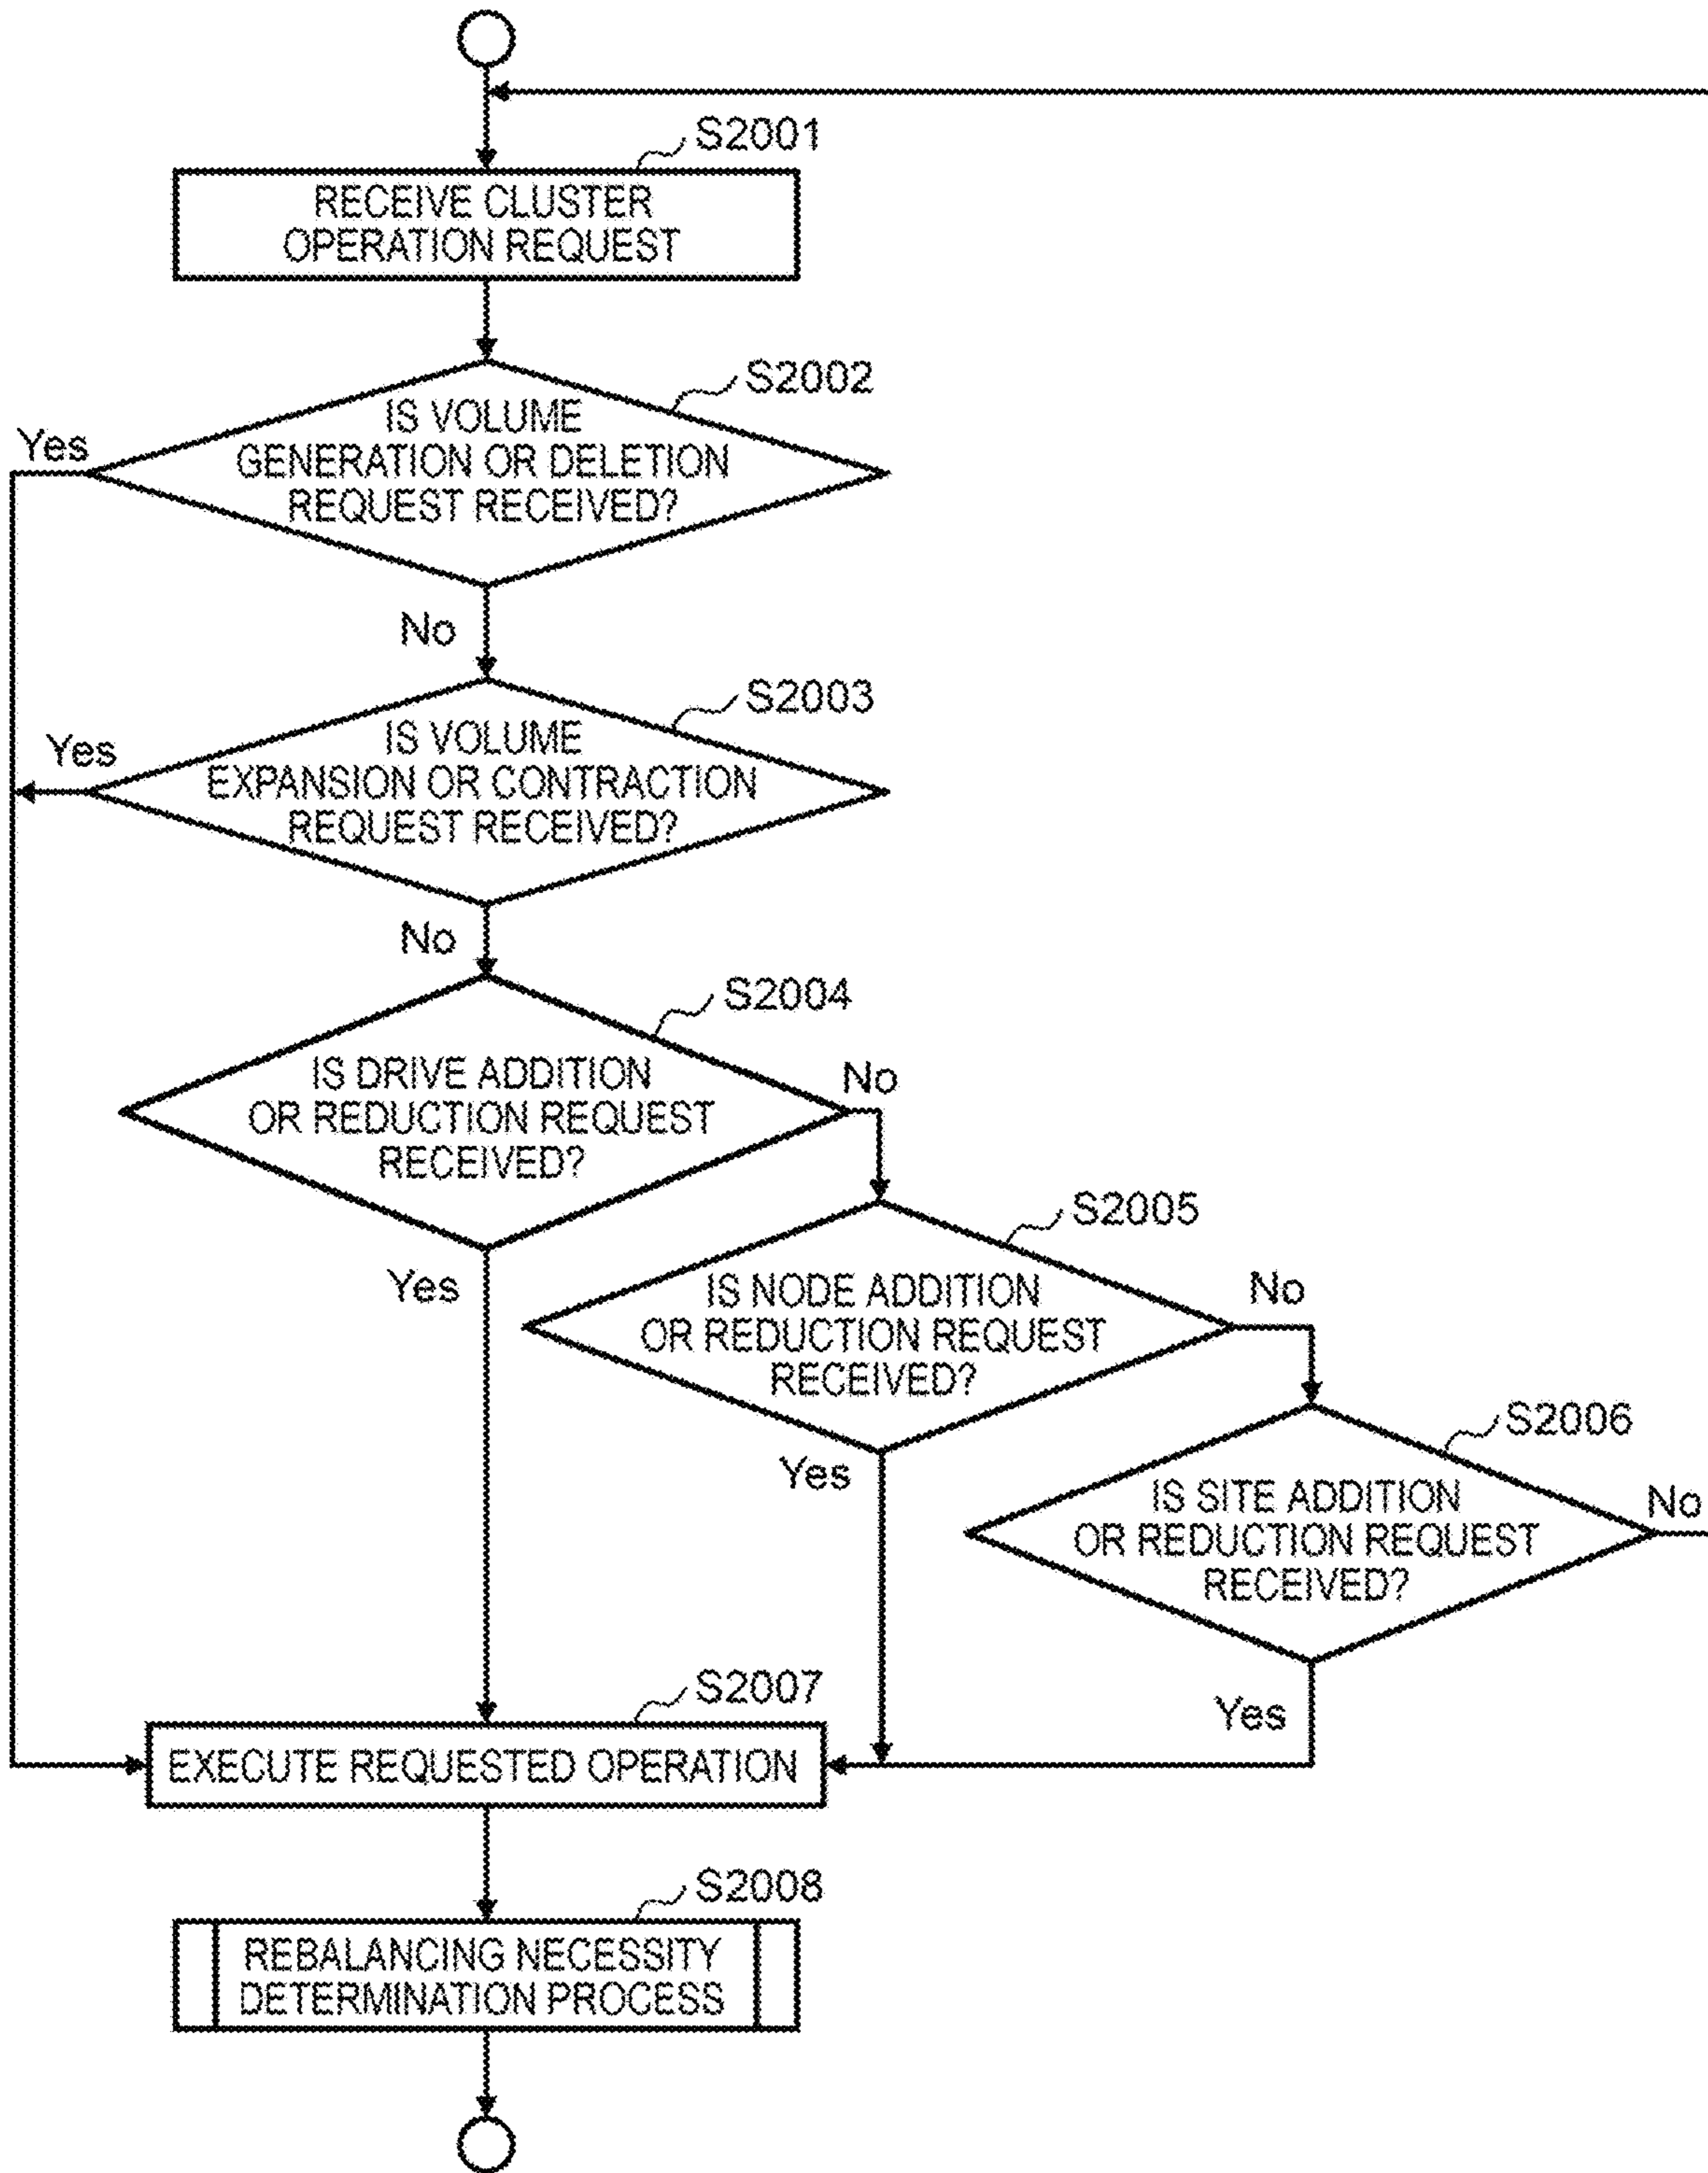 S2001
RECEIVE CLUSTER
OPERATION REQUEST
S2002
IS VOLUME
GENERATION OR DELETION
REQUEST RECEIVED?
Yes
No
S2003
IS VOLUME
EXPANSION OR CONTRACTION
REQUEST RECEIVED?
Yes
No
S2004
IS DRIVE ADDITION
OR REDUCTION REQUEST
RECEIVED?
No
Yes
S2005
IS NODE ADDITION
OR REDUCTION REQUEST
RECEIVED?
No
Yes
S2006
IS SITE ADDITION
OR REDUCTION REQUEST
RECEIVED?
No
Yes
S2007
EXECUTE REQUESTED OPERATION
S2008
REBALANCING NECESSITY
DETERMINATION PROCESS